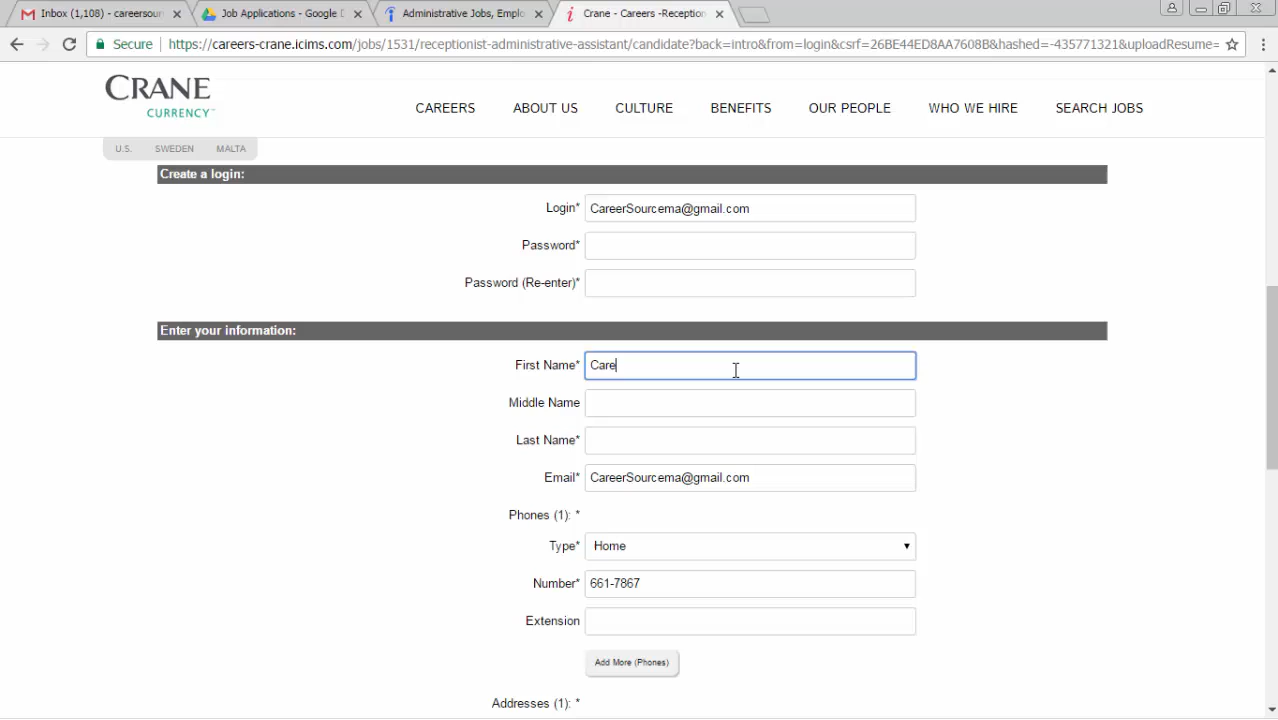 Inbox (1,108) - careersour
Job Applications - Google D
Administrative Jobs, Emplo
Crane - Careers -Reception
Secure
https://careers-crane.icims.com/jobs/1531/receptionist-administrative-assistant/candidate?back=intro&from=login&csrf=26BE44ED8AA7608B&hashed=-435771321&uploadResume=
CRANE
CURRENCY™
CAREERS
ABOUT US
CULTURE
BENEFITS
OUR PEOPLE
WHO WE HIRE
SEARCH JOBS
U.S.
SWEDEN
MALTA
Create a login:
Login* CareerSourcema@gmail.com
Password*
Password (Re-enter)*
Enter your information:
First Name* Care
Middle Name
Last Name*
Email* CareerSourcema@gmail.com
Phones (1): *
Type* Home
Number* 661-7867
Extension
Add More (Phones)
Addresses (1): *